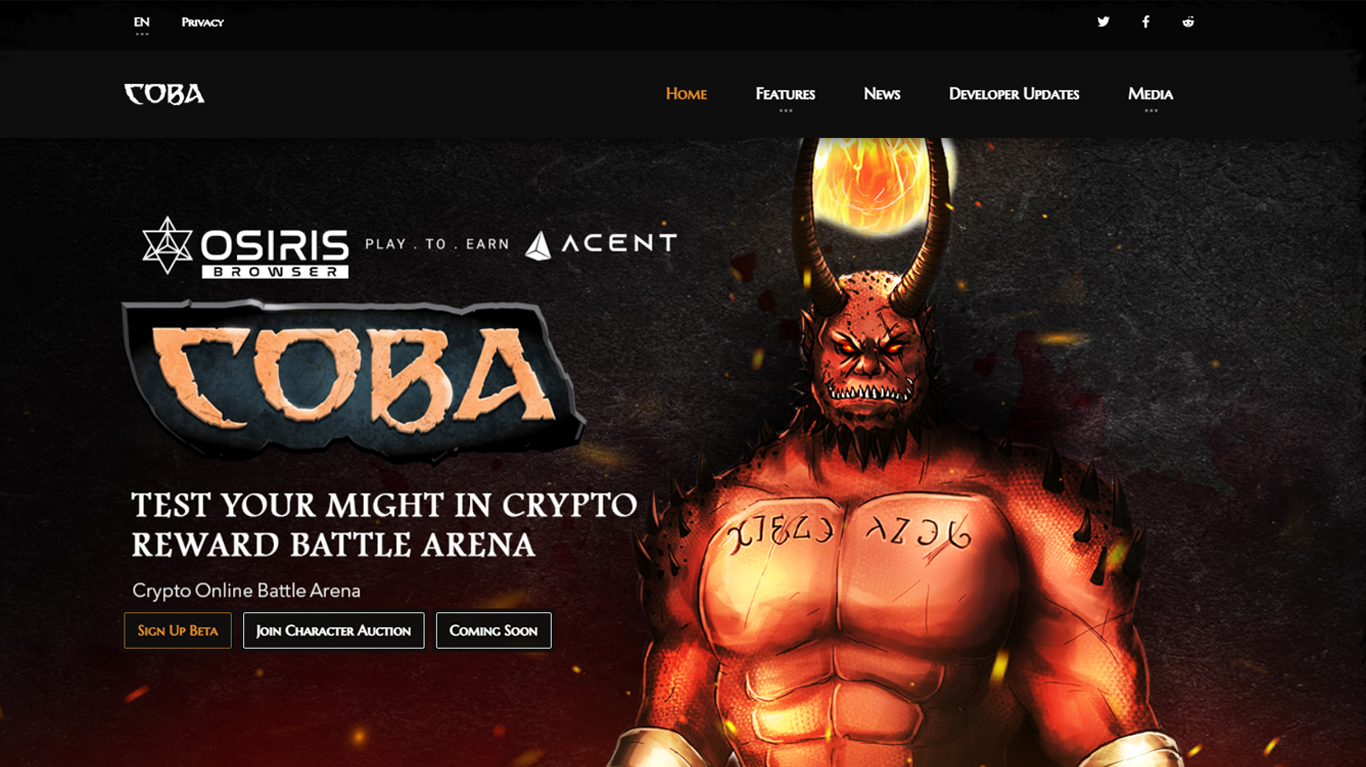 EN Privacy
COBA
Home Features News Developer Updates Media
OSIRIS
BROWSER
PLAY . TO . EARN
ACENT
COBA
TEST YOUR MIGHT IN CRYPTO
REWARD BATTLE ARENA
Crypto Online Battle Arena
Sign Up Beta Join Character Auction Coming Soon